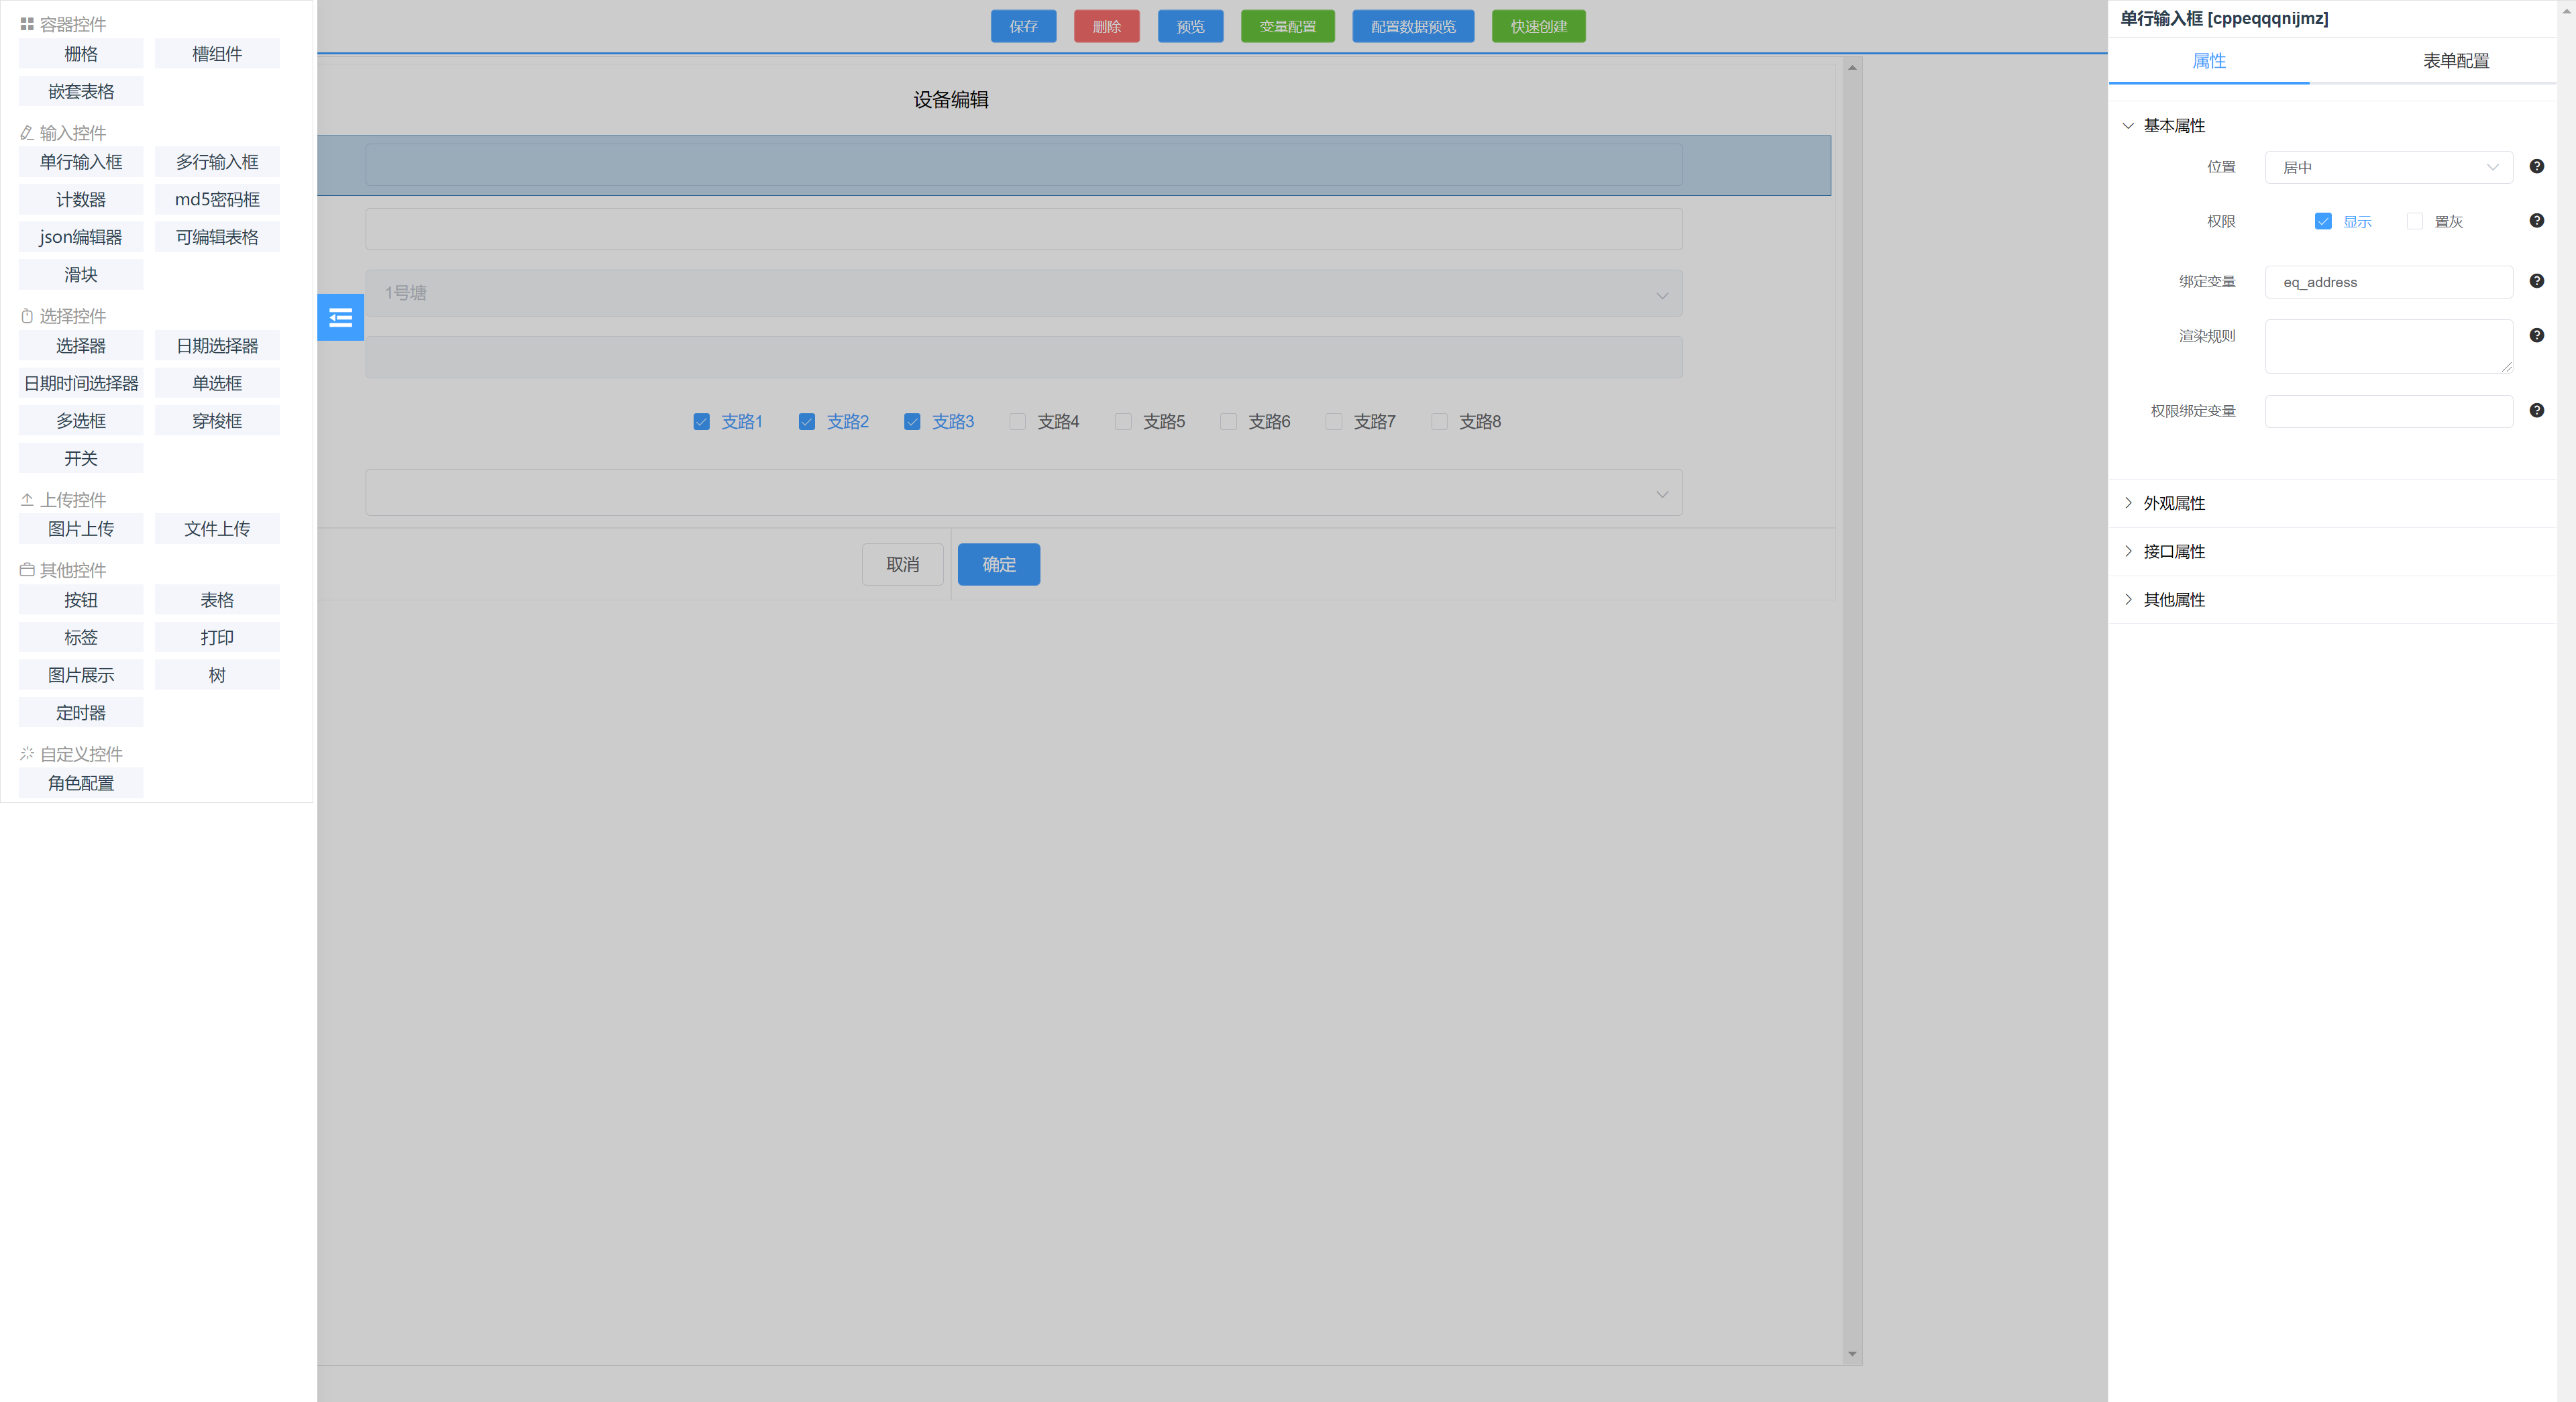 容器控件
栅格
槽组件
嵌套表格
输入控件
单行输入框
多行输入框
计数器
md5密码框
json编辑器
可编辑表格
滑块
选择控件
选择器
日期选择器
日期时间选择器
单选框
多选框
穿梭框
开关
上传控件
图片上传
文件上传
其他控件
按钮
表格
标签
打印
图片展示
树
定时器
自定义控件
角色配置
保存
删除
预览
变量配置
配置数据预览
快速创建
设备编辑
1号塘
支路1
支路2
支路3
支路4
支路5
支路6
支路7
支路8
取消
确定
单行输入框 [cppeqqqnijmz]
属性
表单配置
基本属性
位置
居中
权限
显示
置灰
绑定变量
eq_address
渲染规则
权限绑定变量
外观属性
接口属性
其他属性